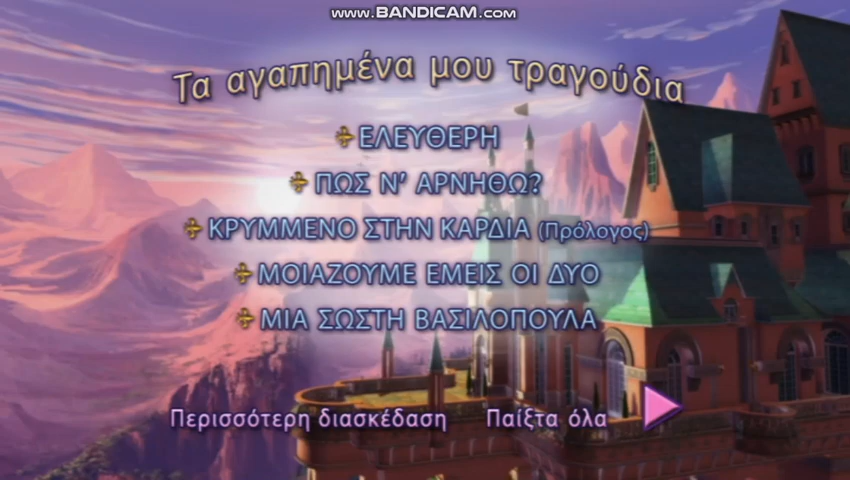 www.BANDICAM.com
Τα αγαπημένα μου τραγούδια
ΕΛΕΥΘΕΡΗ
ΠΩΣ Ν' ΑΡΝΗΘΩ?
ΚΡΥΜΜΕΝΟ ΣΤΗΝ ΚΑΡΔΙΑ (Πρόλογος)
ΜΟΙΑΖΟΥΜΕ ΕΜΕΙΣ ΟΙ ΔΥΟ
ΜΙΑ ΣΩΣΤΗ ΒΑΣΙΛΟΠΟΥΛΑ
Περισσότερη διασκέδαση Παίξτα όλα